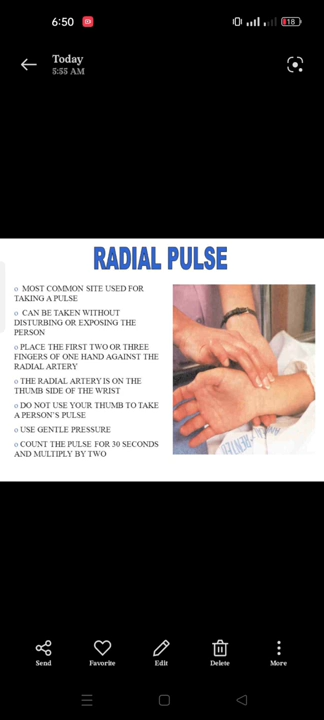 6:50
18
Today
5:55 AM
RADIAL PULSE
o MOST COMMON SITE USED FOR
TAKING A PULSE
o CAN BE TAKEN WITHOUT
DISTURBING OR EXPOSING THE
PERSON
o PLACE THE FIRST TWO OR THREE
FINGERS OF ONE HAND AGAINST THE
RADIAL ARTERY
o THE RADIAL ARTERY IS ON THE
THUMB SIDE OF THE WRIST
o DO NOT USE YOUR THUMB TO TAKE
A PERSON'S PULSE
o USE GENTLE PRESSURE
o COUNT THE PULSE FOR 30 SECONDS
AND MULTIPLY BY TWO
Send
Favorite
Edit
Delete
More